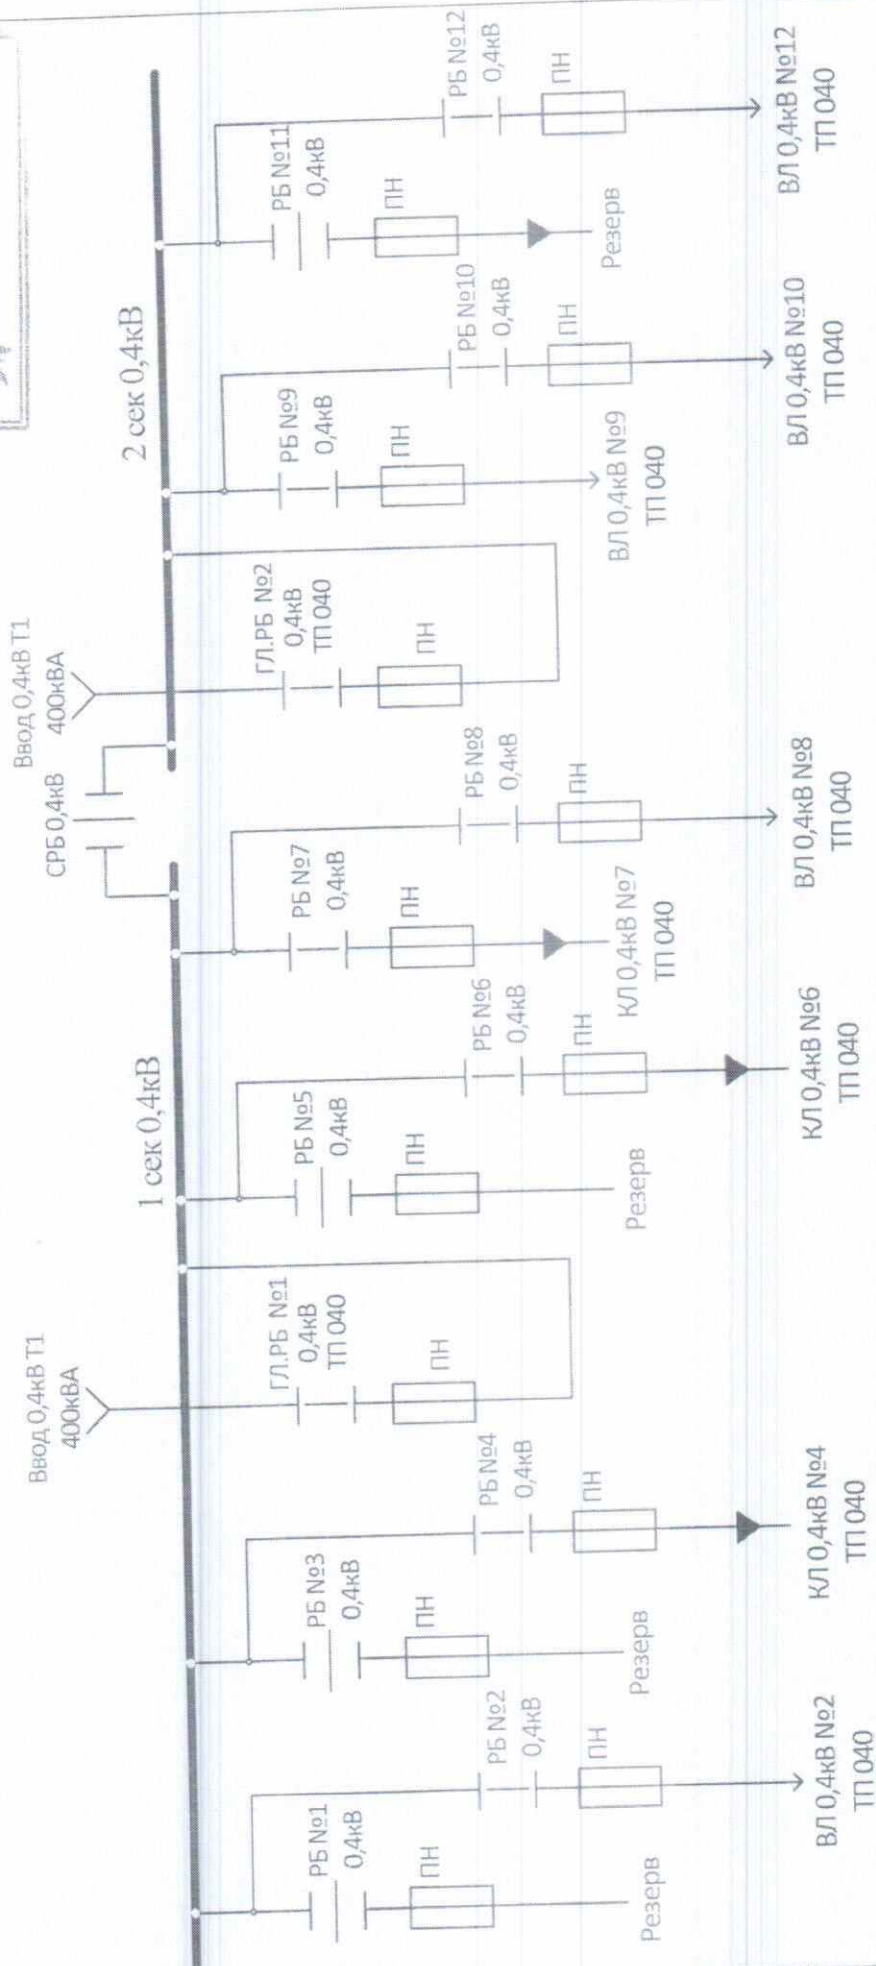 Ввод 0,4кВ Т1
400кВА
СРБ 0,4кВ
Ввод 0,4кВ Т1
400кВА
1 сек 0,4кВ
2 сек 0,4кВ
РБ №1
0,4кВ
ПН
Резерв
РБ №2
0,4кВ
ПН
ВЛ 0,4кВ №2
ТП 040
РБ №3
0,4кВ
ПН
Резерв
РБ №4
0,4кВ
ПН
КЛ 0,4кВ №4
ТП 040
ГЛ.РБ №1
0,4кВ
ТП 040
ПН
РБ №5
0,4кВ
ПН
Резерв
РБ №6
0,4кВ
ПН
КЛ 0,4кВ №6
ТП 040
РБ №7
0,4кВ
ПН
КЛ 0,4кВ №7
ТП 040
РБ №8
0,4кВ
ПН
ВЛ 0,4кВ №8
ТП 040
ГЛ.РБ №2
0,4кВ
ТП 040
ПН
РБ №9
0,4кВ
ПН
ВЛ 0,4кВ №9
ТП 040
РБ №10
0,4кВ
ПН
ВЛ 0,4кВ №10
ТП 040
РБ №11
0,4кВ
ПН
Резерв
РБ №12
0,4кВ
ПН
ВЛ 0,4кВ №12
ТП 040